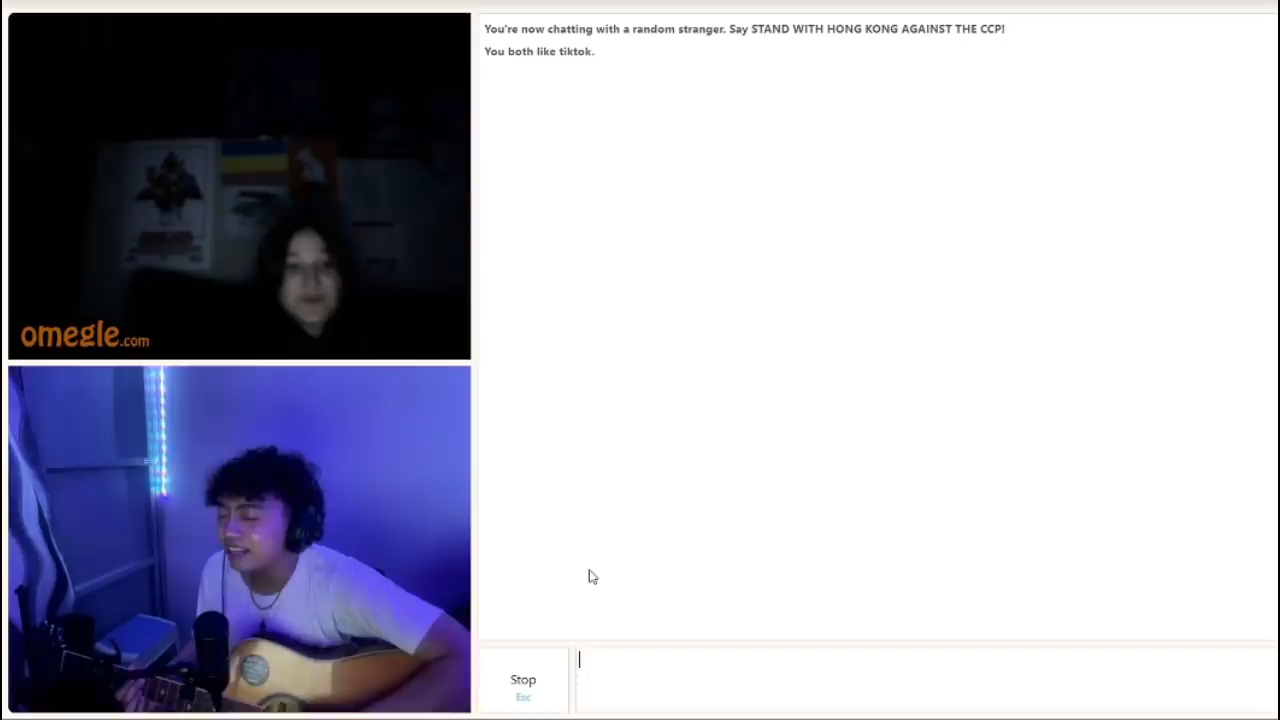 You're now chatting with a random stranger. Say STAND WITH HONG KONG AGAINST THE CCP!
You both like tiktok.
omegle.com
Stop
Esc